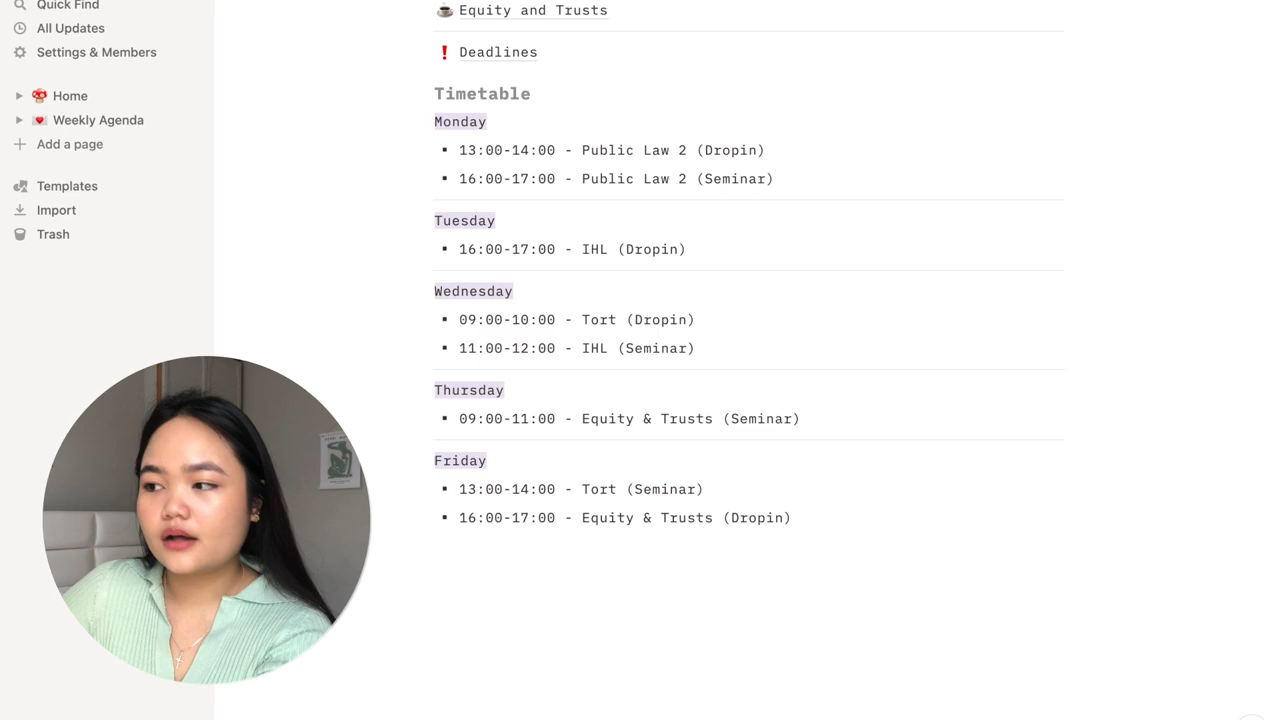 Quick Find
All Updates
Settings & Members
Home
Weekly Agenda
Add a page
Templates
Import
Trash
Equity and Trusts
Deadlines
Timetable
Monday
13:00-14:00 - Public Law 2 (Dropin)
16:00-17:00 - Public Law 2 (Seminar)
Tuesday
16:00-17:00 - IHL (Dropin)
Wednesday
09:00-10:00 - Tort (Dropin)
11:00-12:00 - IHL (Seminar)
Thursday
09:00-11:00 - Equity & Trusts (Seminar)
Friday
13:00-14:00 - Tort (Seminar)
16:00-17:00 - Equity & Trusts (Dropin)